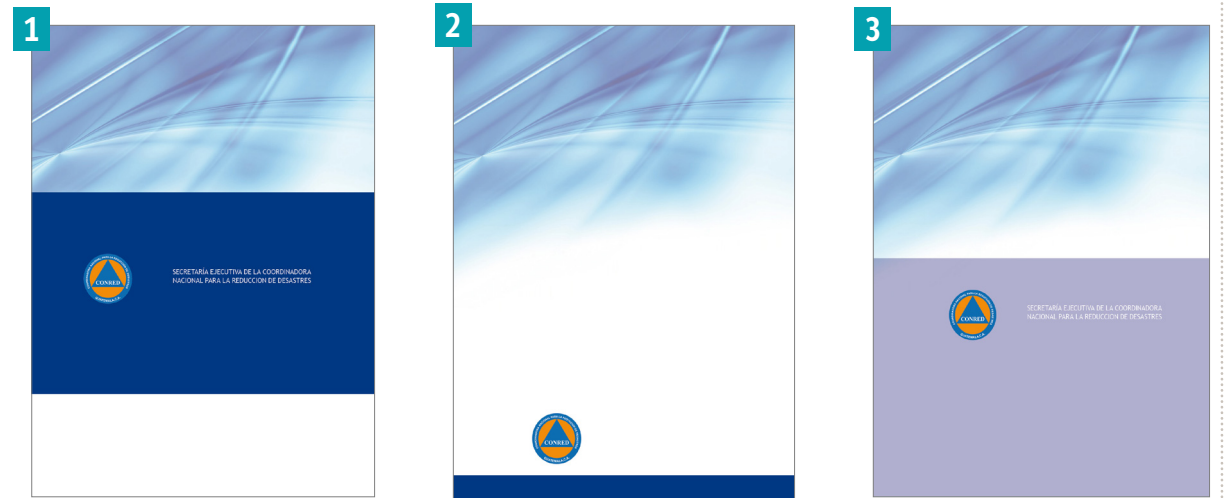 1
2
3
CONRED
SECRETARÍA EJECUTIVA DE LA COORDINADORA
NACIONAL PARA LA REDUCCION DE DESASTRES
CONRED
CONRED
SECRETARÍA EJECUTIVA DE LA COORDINADORA
NACIONAL PARA LA REDUCCION DE DESASTRES